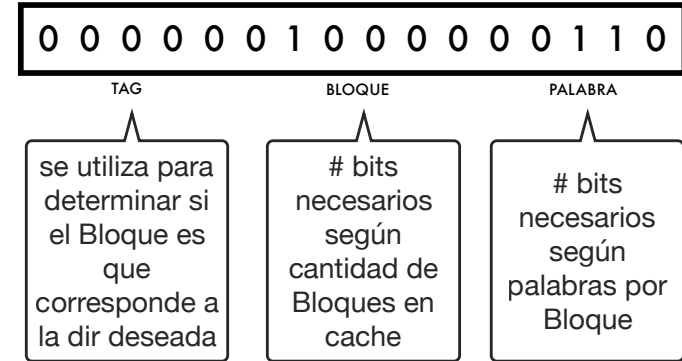 0 0 0 0 0 0 1 0 0 0 0 0 0 1 1 0
TAG BLOQUE PALABRA
se utiliza para
determinar si
el Bloque es
que
corresponde a
la dir deseada
# bits
necesarios
según
cantidad de
Bloques en
cache
# bits
necesarios
según
palabras por
Bloque